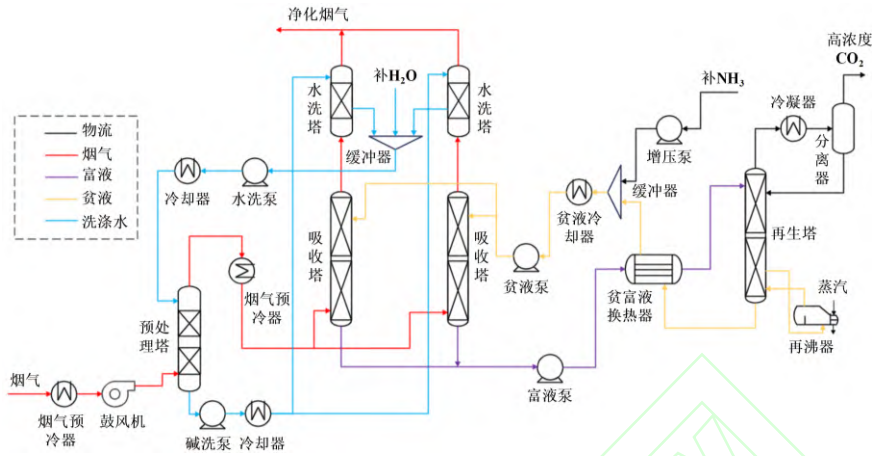 净化烟气
高浓度
CO₂
水
洗
塔
补H₂O
水
洗
塔
补NH₃
冷凝器
增压泵
分
离
器
物流
烟气
富液
贫液
洗涤水
缓冲器
缓冲器
冷却器
水洗泵
贫液冷
却器
再生塔
吸
收
塔
吸
收
塔
烟气预
冷器
贫液泵
贫富液
换热器
蒸汽
再沸器
预处
理塔
烟气
烟气预
冷器
鼓风机
碱洗泵
冷却器
富液泵